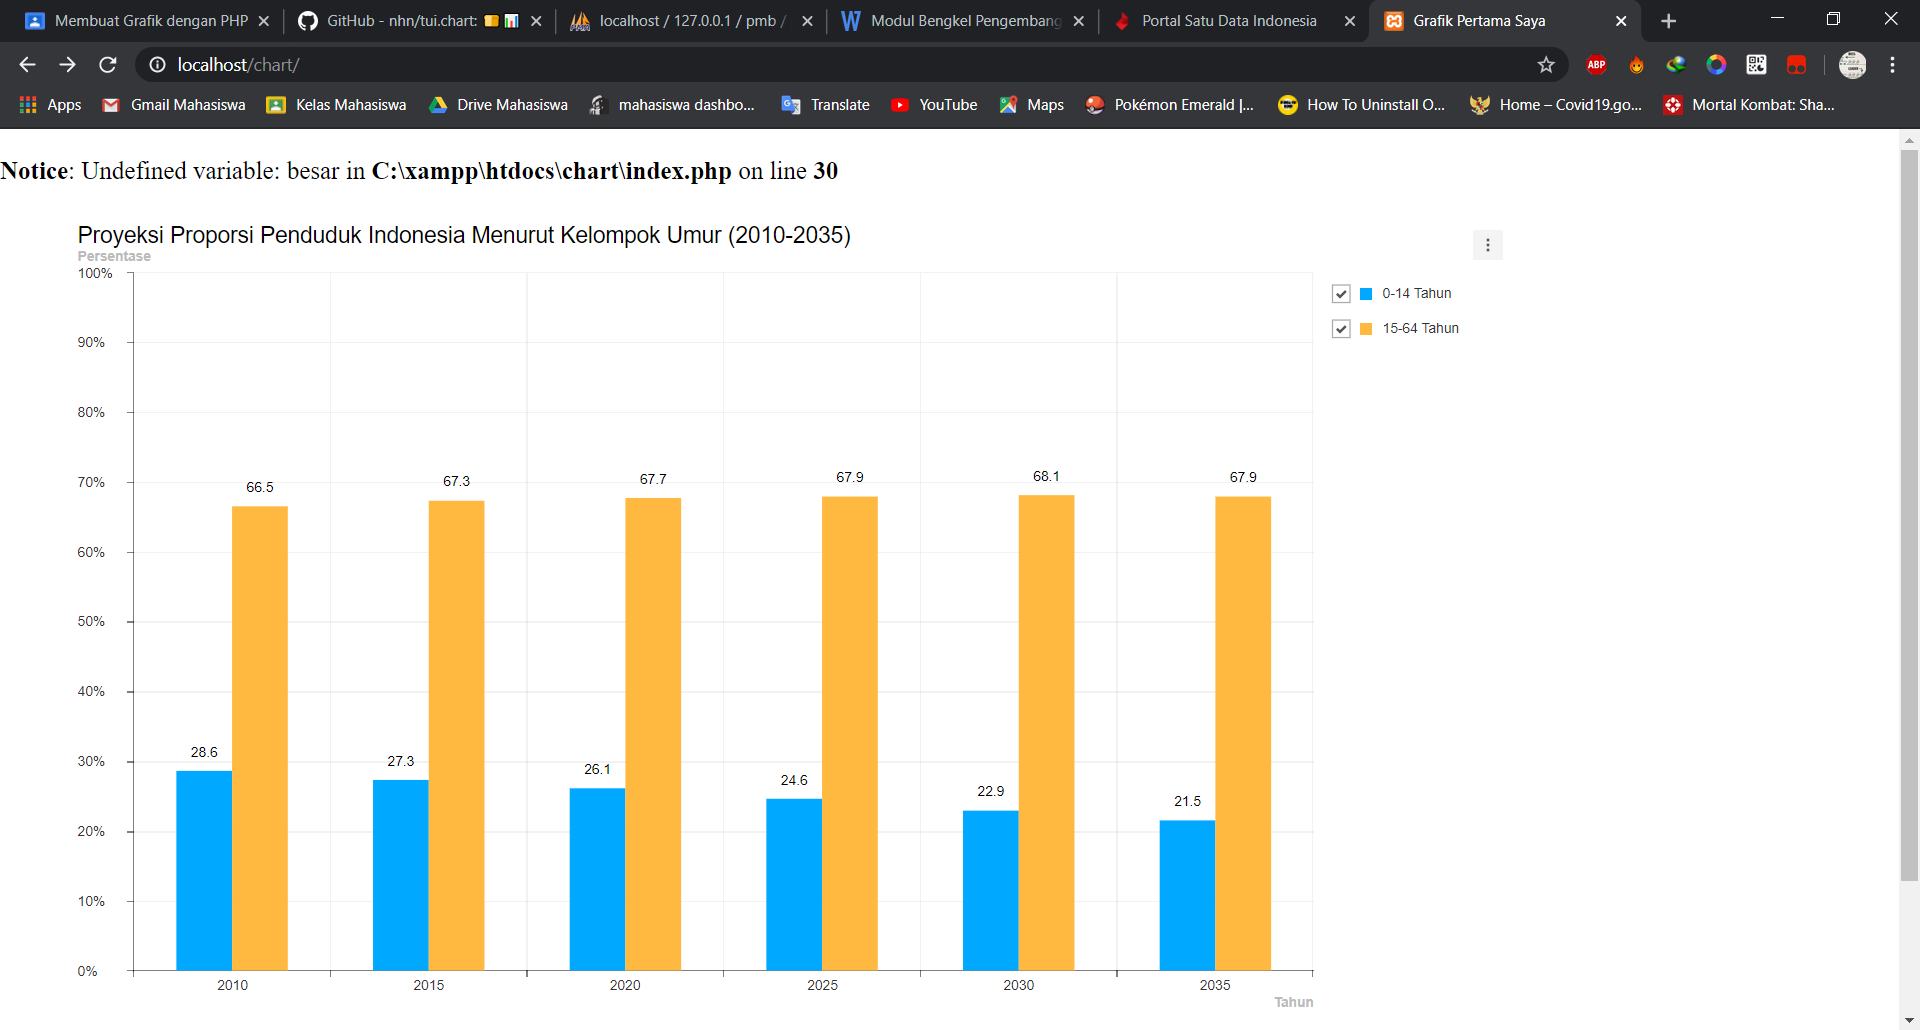 Membuat Grafik dengan PHP
GitHub - nhn/tui.chart:
localhost / 127.0.0.1 / pmb /
Modul Bengkel Pengembang
Portal Satu Data Indonesia
Grafik Pertama Saya
localhost/chart/
ABP
Apps
Gmail Mahasiswa
Kelas Mahasiswa
Drive Mahasiswa
mahasiswa dashbo...
Translate
YouTube
Maps
Pokémon Emerald |...
How To Uninstall O...
Home – Covid19.go...
Mortal Kombat: Sha...
Notice: Undefined variable: besar in C:\xampp\htdocs\chart\index.php on line 30
Proyeksi Proporsi Penduduk Indonesia Menurut Kelompok Umur (2010-2035)
Persentase
100%
90%
80%
70%
60%
50%
40%
30%
20%
10%
0%
66.5
67.3
67.7
67.9
68.1
67.9
28.6
27.3
26.1
24.6
22.9
21.5
2010
2015
2020
2025
2030
2035
Tahun
0-14 Tahun
15-64 Tahun